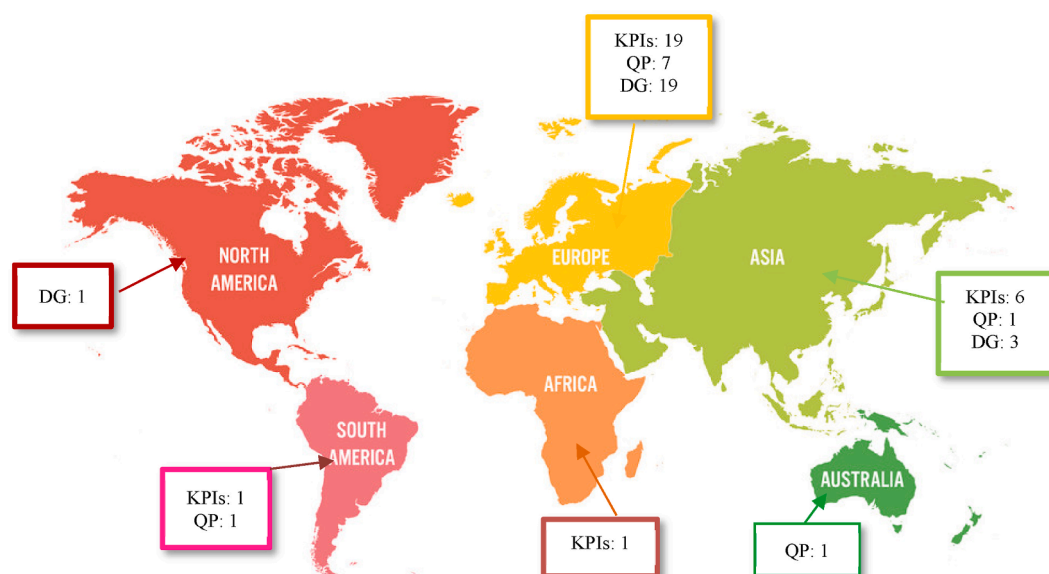 KPIs: 19
QP: 7
DG: 19
NORTH
AMERICA
EUROPE
ASIA
DG: 1
KPIs: 6
QP: 1
DG: 3
AFRICA
SOUTH
AMERICA
AUSTRALIA
KPIs: 1
QP: 1
KPIs: 1
QP: 1